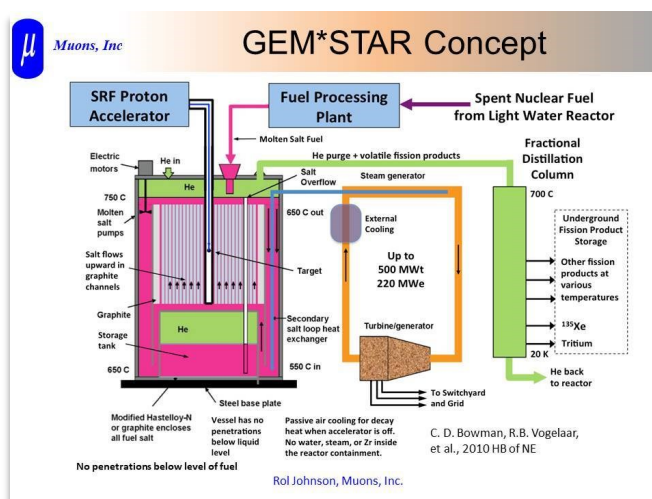 μ
Muons, Inc
GEM*STAR Concept
SRF Proton
Accelerator
Fuel Processing
Plant
Spent Nuclear Fuel
from Light Water Reactor
Molten Salt Fuel
Electric
motors
He in
He purge + volatile fission products
Fractional
Distillation
Column
He
Salt
Overflow
Steam generator
750 C
650 C out
700 C
Molten
salt
pumps
External
Cooling
Underground
Fission Product
Storage
Salt flows
upward in
graphite
channels
Target
Up to
500 MWt
220 MWe
Other fission
products at
various
temperatures
Graphite
He
Secondary
salt loop heat
exchanger
Turbine/generator
135Xe
Tritium
Storage
tank
650 C
550 C in
20 K
He back
to reactor
To Switchyard
and Grid
Steel base plate
Modified Hastelloy-N
or graphite encloses
all fuel salt
Vessel has no
penetrations
below liquid
level
Passive air cooling for decay
heat when accelerator is off.
No water, steam, or Zr inside
the reactor containment.
C. D. Bowman, R.B. Vogelaar,
et al., 2010 HB of NE
No penetrations below level of fuel
Rol Johnson, Muons, Inc.